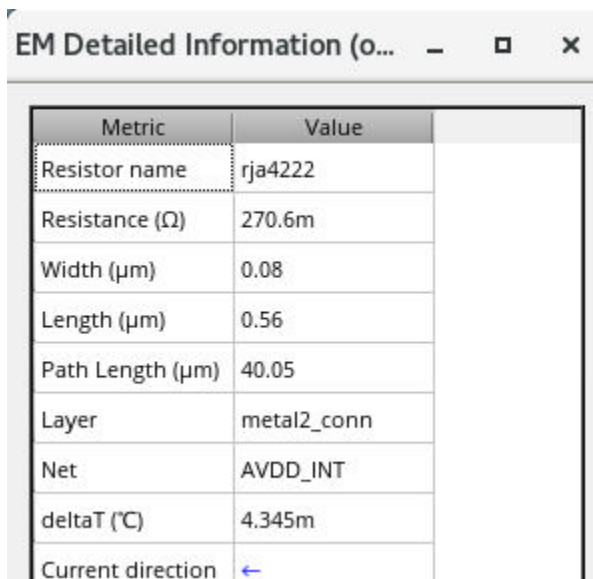 EM Detailed Information (o...
Metric Value
Resistor name rja4222
Resistance (Ω) 270.6m
Width (μm) 0.08
Length (μm) 0.56
Path Length (μm) 40.05
Layer metal2_conn
Net AVDD_INT
deltaT (℃) 4.345m
Current direction ←